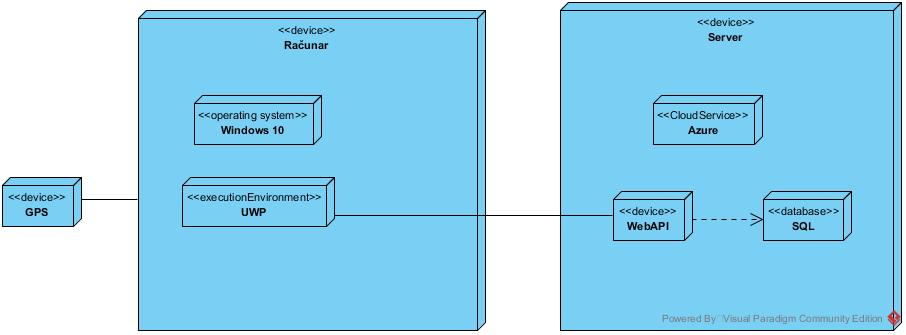 <<device>>
Računar
<<operating system>>
Windows 10
<<device>>
GPS
<<executionEnvironment>>
UWP
<<device>>
Server
<<CloudService>>
Azure
<<device>>
WebAPI
<<database>>
SQL
Powered By Visual Paradigm Community Edition